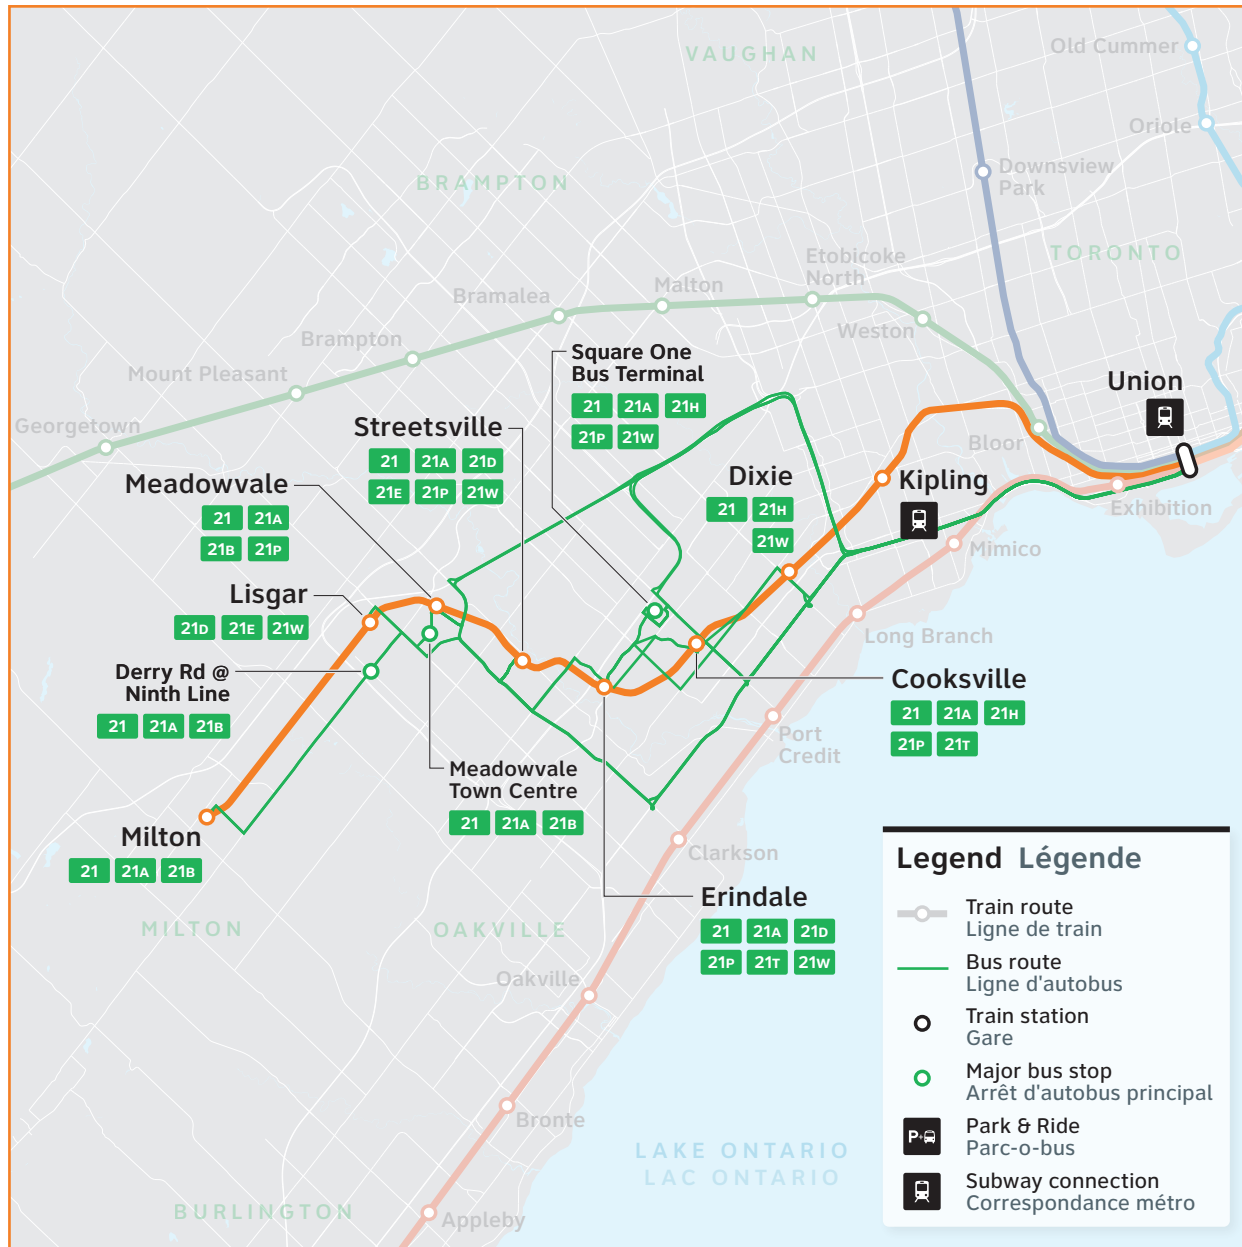 VAUGHAN
Old Cummer
Oriole
BRAMPTON
Downsview
Park
TORONTO
Etobicoke
North
Malton
Bramalea
Weston
Brampton
Mount Pleasant
Georgetown
Square One
Bus Terminal
21 21A 21H
21P 21W
Union
Bloor
Exhibition
Streetsville
21 21A 21D
21E 21P 21W
Dixie
21 21H
21W
Kipling
Mimico
Meadowvale
21 21A
21B 21P
Lisgar
21D 21E 21W
Long Branch
Derry Rd @
Ninth Line
21 21A 21B
Cooksville
21 21A 21H
21P 21T
Port
Credit
Meadowvale
Town Centre
21 21A 21B
Milton
21 21A 21B
Clarkson
Erindale
21 21A 21D
21P 21T 21W
MILTON
OAKVILLE
Oakville
Bronte
LAKE ONTARIO
LAC ONTARIO
BURLINGTON
Appleby
Legend Légende
Train route
Ligne de train
Bus route
Ligne d'autobus
Train station
Gare
Major bus stop
Arrêt d'autobus principal
P+
Park & Ride
Parc-o-bus
Subway connection
Correspondance métro